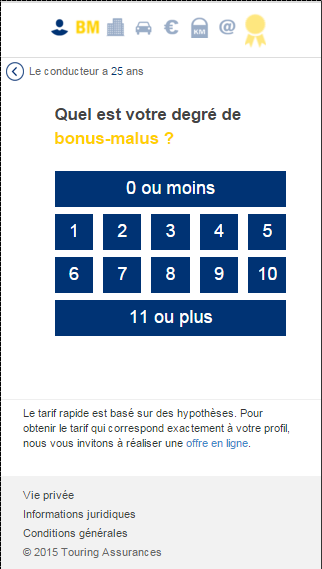 BM € KM @
Le conducteur a 25 ans
Quel est votre degré de
bonus-malus ?
0 ou moins
1 2 3 4 5
6 7 8 9 10
11 ou plus
Le tarif rapide est basé sur des hypothèses. Pour
obtenir le tarif qui correspond exactement à votre profil,
nous vous invitons à réaliser une offre en ligne.
Vie privée
Informations juridiques
Conditions générales
© 2015 Touring Assurances